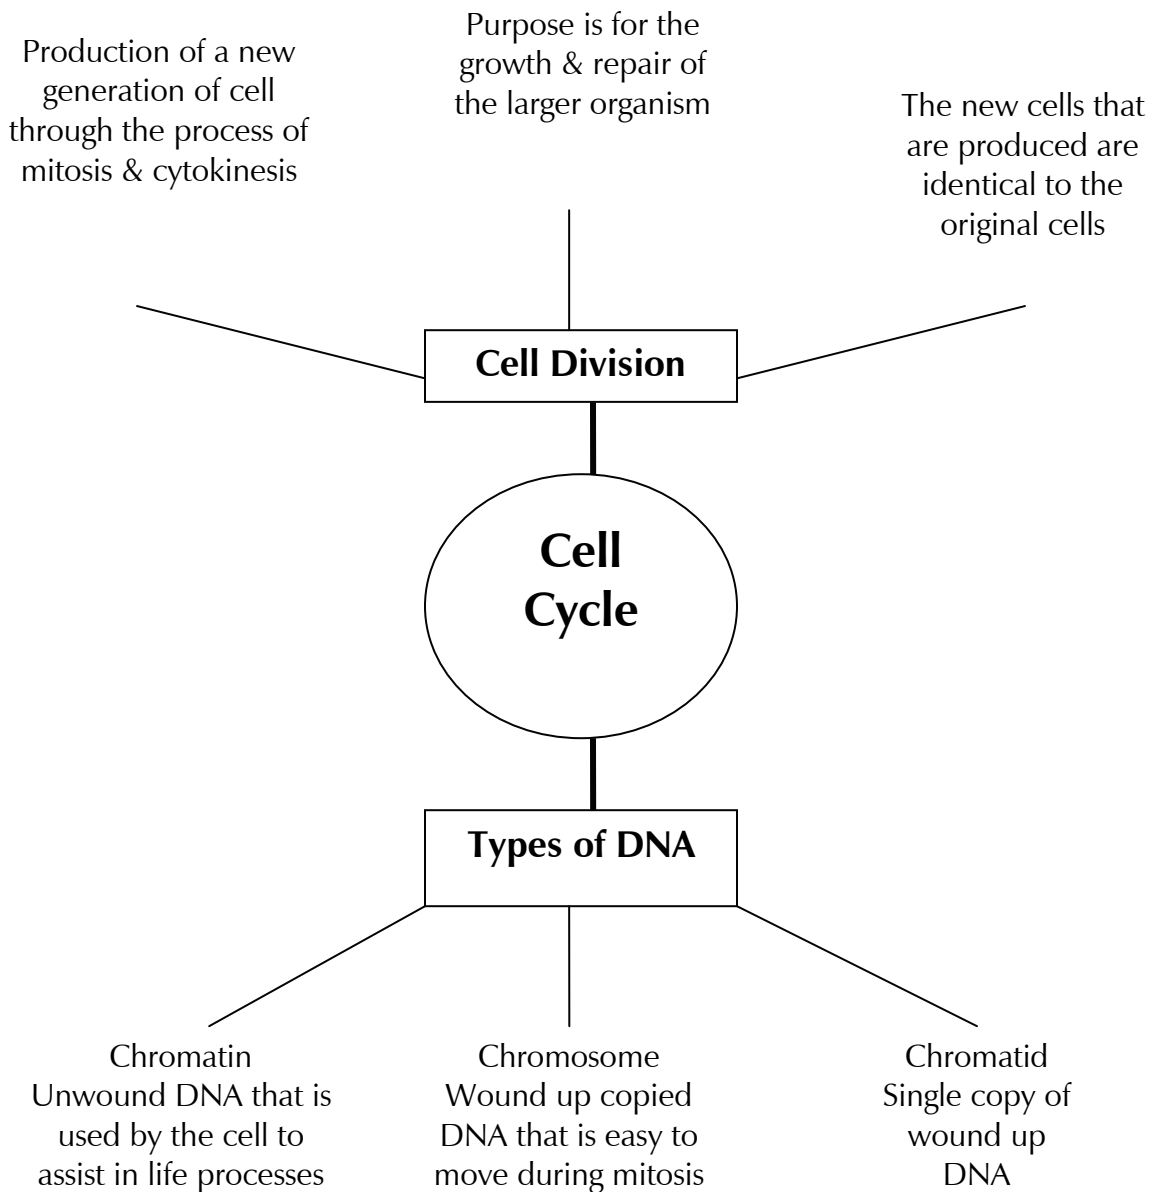 Production of a new
generation of cell
through the process of
mitosis & cytokinesis
Purpose is for the
growth & repair of
the larger organism
The new cells that
are produced are
identical to the
original cells
Cell Division
Cell
Cycle
Types of DNA
Chromatin
Unwound DNA that is
used by the cell to
assist in life processes
Chromosome
Wound up copied
DNA that is easy to
move during mitosis
Chromatid
Single copy of
wound up
DNA